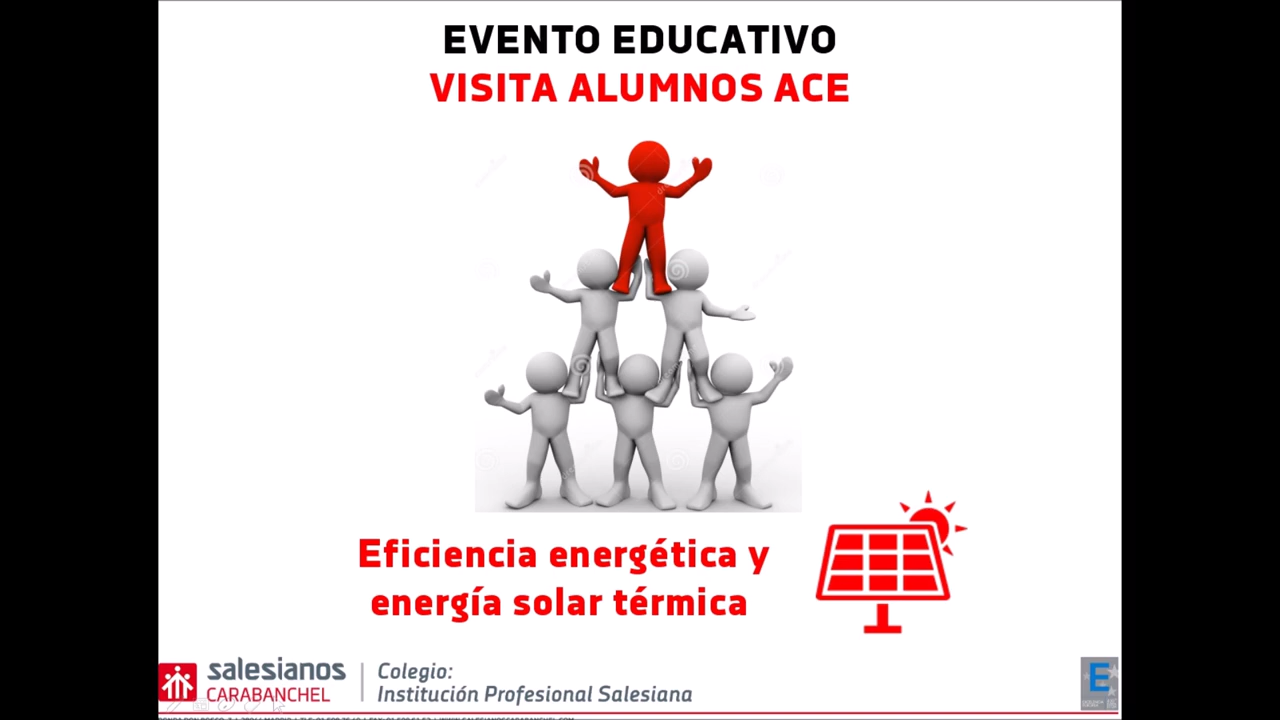 EVENTO EDUCATIVO
VISITA ALUMNOS ACE
Eficiencia energética y
energía solar térmica
salesianos
CARABANCHEL
Colegio:
Institución Profesional Salesiana
E